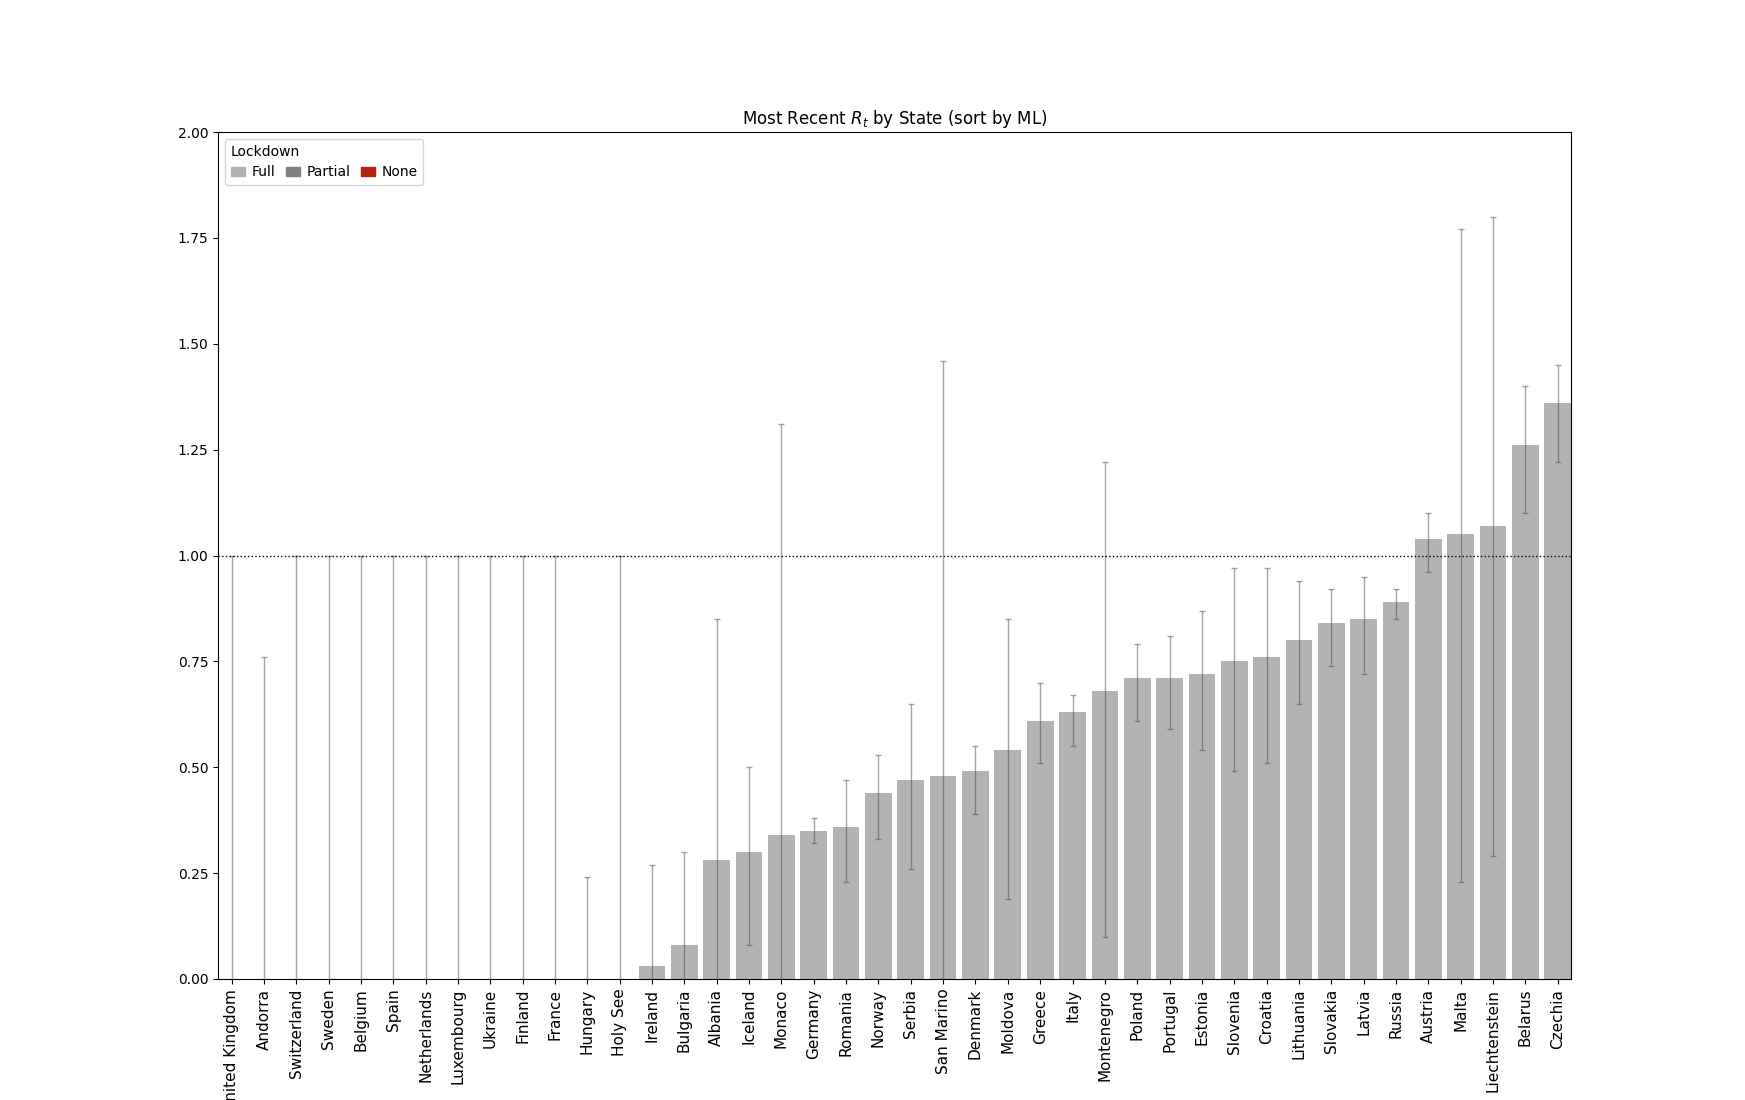 Most Recent Rt by State (sort by ML)
Lockdown
Full Partial None
2.00
1.75
1.50
1.25
1.00
0.75
0.50
0.25
0.00
nited Kingdom
Andorra
Switzerland
Sweden
Belgium
Spain
Netherlands
Luxembourg
Ukraine
Finland
France
Hungary
Holy See
Ireland
Bulgaria
Albania
Iceland
Monaco
Germany
Romania
Norway
Serbia
San Marino
Denmark
Moldova
Greece
Italy
Montenegro
Poland
Portugal
Estonia
Slovenia
Croatia
Lithuania
Slovakia
Latvia
Russia
Austria
Malta
Liechtenstein
Belarus
Czechia